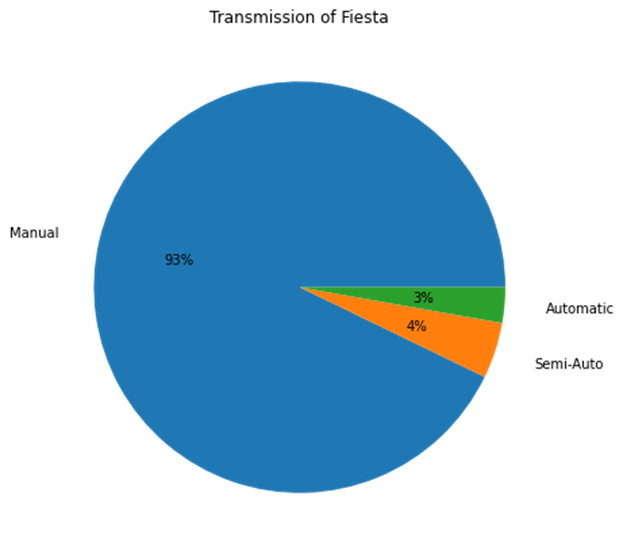 Transmission of Fiesta
Manual
93%
3%
Automatic
4%
Semi-Auto